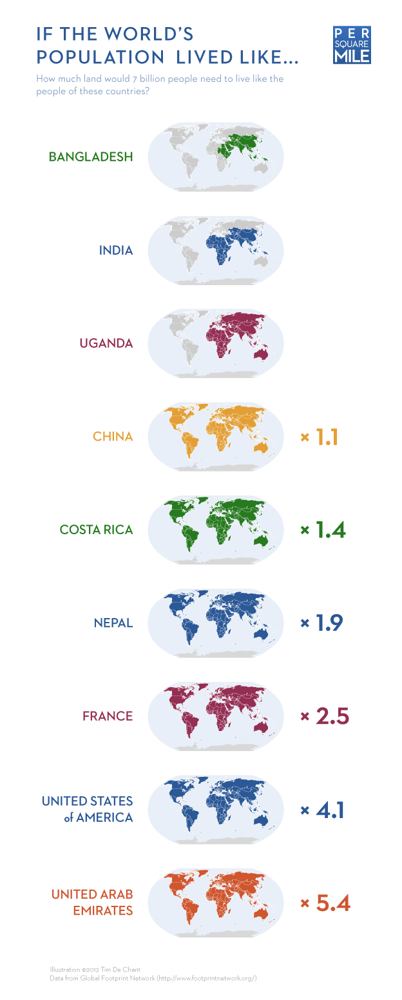 IF THE WORLD'S
POPULATION LIVED LIKE...
PER
SQUARE
MILE
How much land would 7 billion people need to live like the
people of these countries?
BANGLADESH
INDIA
UGANDA
CHINA
× 1.1
COSTA RICA
× 1.4
NEPAL
× 1.9
FRANCE
× 2.5
UNITED STATES
of AMERICA
× 4.1
UNITED ARAB
EMIRATES
× 5.4
Illustration ©2012 Tim De Chant
Data from Global Footprint Network (http://www.footprintnetwork.org/)